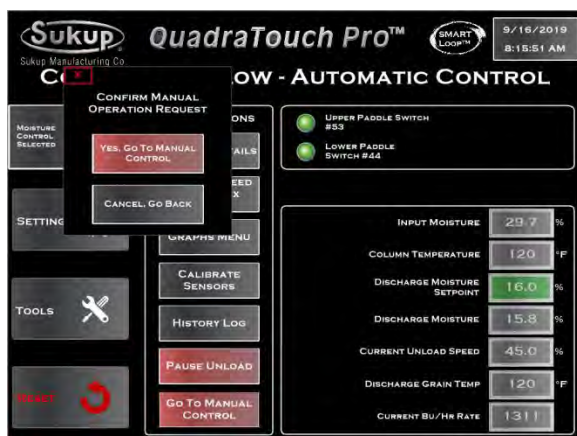 Sukup
Sukup Manufacturing Co
QuadraTouch Pro™
SMART LOOP™
9/16/2019
8:15:51 AM
OW - AUTOMATIC CONTROL
X
CONFIRM MANUAL
OPERATION REQUEST
YES, GO TO MANUAL
CONTROL
CANCEL, GO BACK
MOISTURE
CONTROL
SELECTED
ONS
TAILS
EED
X
SETTING
GRAPHS MENU
TOOLS
CALIBRATE
SENSORS
HISTORY LOG
PAUSE UNLOAD
GO TO MANUAL
CONTROL
UPPER PADDLE SWITCH
#53
LOWER PADDLE
SWITCH #44
INPUT MOISTURE 29.7 %
COLUMN TEMPERATURE 120 °F
DISCHARGE MOISTURE
SETPOINT 16.0 %
DISCHARGE MOISTURE 15.8 %
CURRENT UNLOAD SPEED 45.0 %
DISCHARGE GRAIN TEMP 120 °F
CURRENT BU/HR RATE 1311